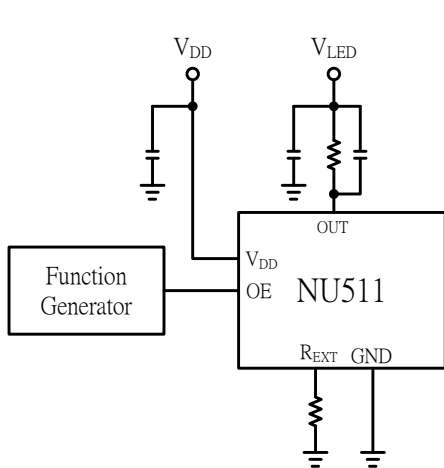 VDD
VLED
OUT
VDD
Function
Generator
OE
NU511
REXT
GND